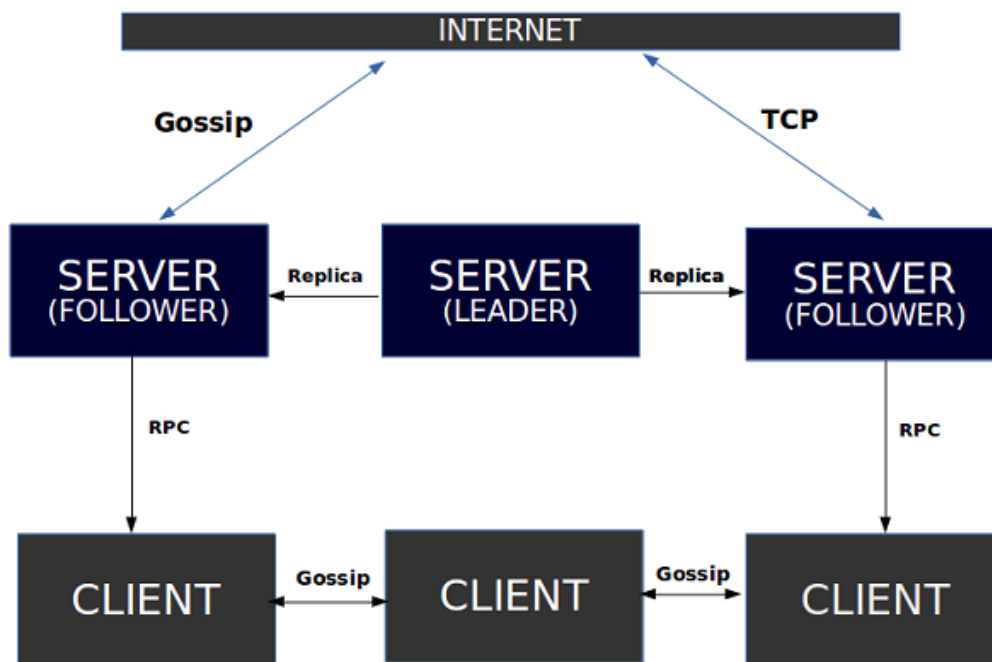 INTERNET
Gossip
TCP
SERVER
(FOLLOWER)
Replica
SERVER
(LEADER)
Replica
SERVER
(FOLLOWER)
RPC
RPC
CLIENT
Gossip
CLIENT
Gossip
CLIENT